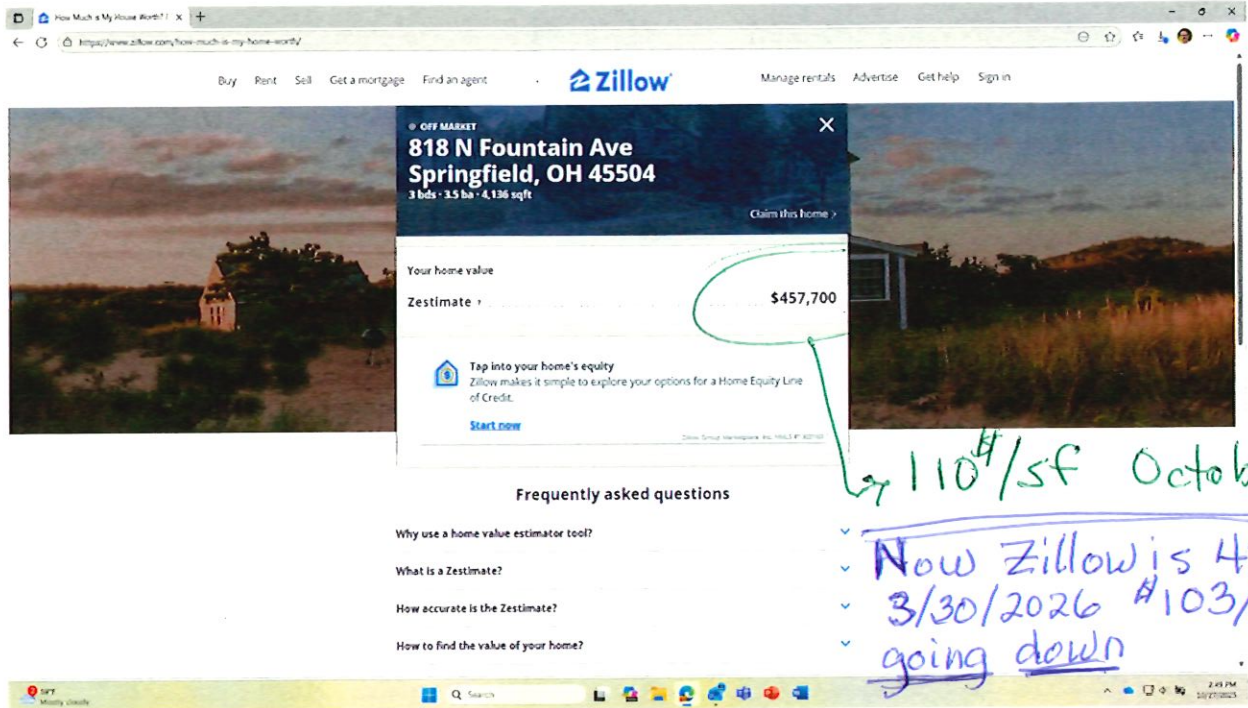 How Much is My House Worth?
https://www.zillow.com/how-much-is-my-home-worth/
Buy Rent Sell Get a mortgage Find an agent Zillow Manage rentals Advertise Get help Sign in
OFF MARKET
818 N Fountain Ave
Springfield, OH 45504
3 bds · 3.5 ba · 4,136 sqft
Claim this home >
Your home value
Zestimate $457,700
Tap into your home's equity
Zillow makes it simple to explore your options for a Home Equity Line
of Credit.
Start now
110$/sf Octob
Frequently asked questions
Why use a home value estimator tool?
Now Zillow is 4
What is a Zestimate?
3/30/2026 $103/
How accurate is the Zestimate?
going down
How to find the value of your home?
Mostly cloudy
Search
2:49 PM
10/27/2025